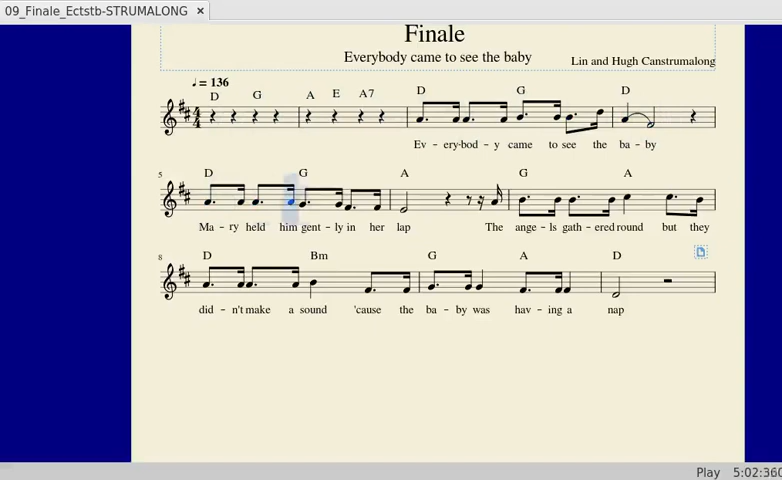 09_Finale_Ectstb-STRUMALONG ×
Finale
Everybody came to see the baby
Lin and Hugh Canstrumalong
♩ = 136
D G A E A7 D G D
4
4
Ev - ery-bod - y came to see the ba - by
5
D G A G A
Ma - ry held him gent - ly in her lap The ange - ls gath - ered round but they
8
D Bm G A D
did - n't make a sound 'cause the ba - by was hav - ing a nap
Play 5:02:360